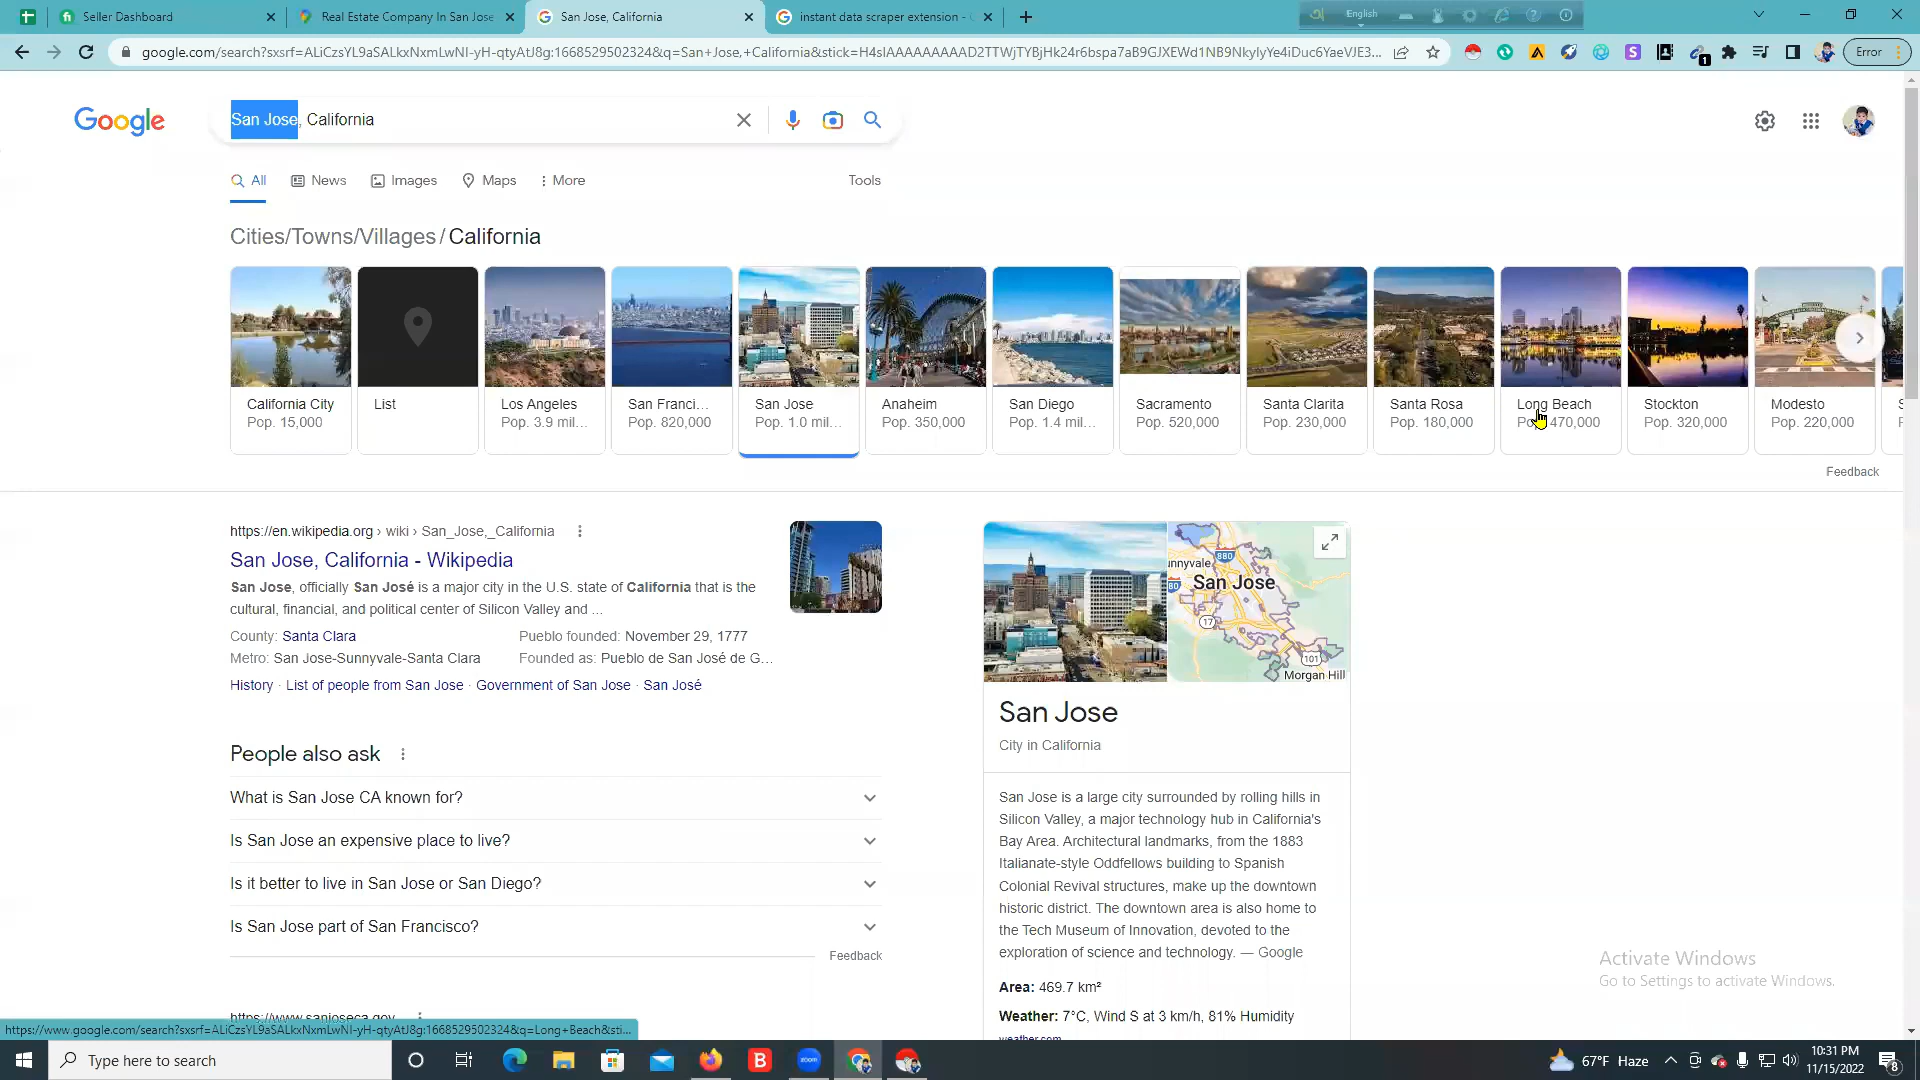 Seller Dashboard
Real Estate Company In San Jose
San Jose, California
instant data scraper extension -
English
google.com/search?sxsrf=ALiCzsYL9aSALkxNxmLwNI-yH-qtyAtJ8g:1668529502324&q=San+Jose,+California&stick=H4sIAAAAAAAAAD2TTWjTYBjHk24r6bspa7aB9GJXEWd1NB9NkyIyYe4iDuc6YaeVJE3...
Error
Google
San Jose, California
All
News
Images
Maps
More
Tools
Cities/Towns/Villages / California
California City
Pop. 15,000
List
Los Angeles
Pop. 3.9 mil...
San Franci...
Pop. 820,000
San Jose
Pop. 1.0 mil...
Anaheim
Pop. 350,000
San Diego
Pop. 1.4 mil...
Sacramento
Pop. 520,000
Santa Clarita
Pop. 230,000
Santa Rosa
Pop. 180,000
Long Beach
Pop. 470,000
Stockton
Pop. 320,000
Modesto
Pop. 220,000
Feedback
https://en.wikipedia.org › wiki › San_Jose,_California
San Jose, California - Wikipedia
San Jose, officially San José is a major city in the U.S. state of California that is the
cultural, financial, and political center of Silicon Valley and ...
County: Santa Clara
Pueblo founded: November 29, 1777
Metro: San Jose-Sunnyvale-Santa Clara
Founded as: Pueblo de San José de G...
History · List of people from San Jose · Government of San Jose · San José
People also ask
What is San Jose CA known for?
Is San Jose an expensive place to live?
Is it better to live in San Jose or San Diego?
Is San Jose part of San Francisco?
Feedback
https://www.sanjoseca.gov
unnyvale
880
San Jose
80
17
101
Morgan Hill
San Jose
City in California
San Jose is a large city surrounded by rolling hills in
Silicon Valley, a major technology hub in California's
Bay Area. Architectural landmarks, from the 1883
Italianate-style Oddfellows building to Spanish
Colonial Revival structures, make up the downtown
historic district. The downtown area is also home to
the Tech Museum of Innovation, devoted to the
exploration of science and technology. — Google
Area: 469.7 km²
Weather: 7°C, Wind S at 3 km/h, 81% Humidity
weather.com
Activate Windows
Go to Settings to activate Windows.
https://www.google.com/search?sxsrf=ALiCzsYL9aSALkxNxmLwNI-yH-qtyAtJ8g:1668529502324&q=Long+Beach&sti...
Type here to search
zoom
67°F Haze
10:31 PM
11/15/2022
8